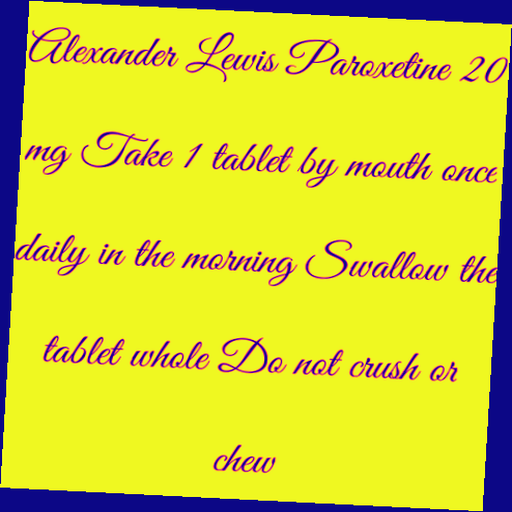 Alexander Lewis Paroxetine 20
mg Take 1 tablet by mouth once
daily in the morning Swallow the
tablet whole Do not crush or
chew